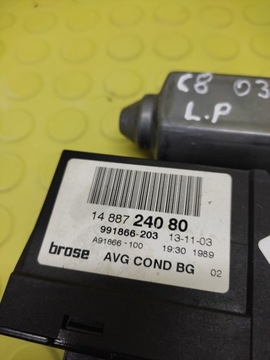 C8 03
L.P
14 887 240 80
991866-203 13-11-03
A91866-100 19:30 1989
brose AVG COND BG 02